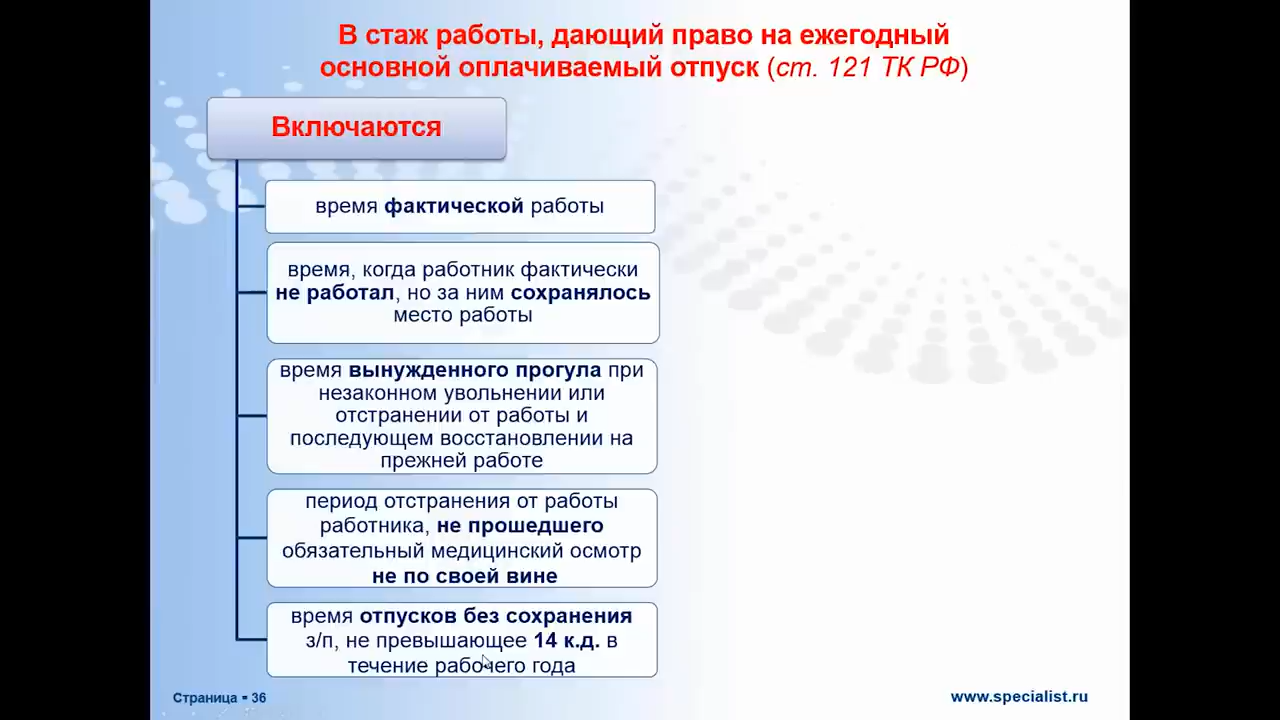 В стаж работы, дающий право на ежегодный
основной оплачиваемый отпуск (ст. 121 ТК РФ)
Включаются
время фактической работы
время, когда работник фактически
не работал, но за ним сохранялось
место работы
время вынужденного прогула при
незаконном увольнении или
отстранении от работы и
последующем восстановлении на
прежней работе
период отстранения от работы
работника, не прошедшего
обязательный медицинский осмотр
не по своей вине
время отпусков без сохранения
з/п, не превышающее 14 к.д. в
течение рабочего года
Страница ▪ 36
www.specialist.ru